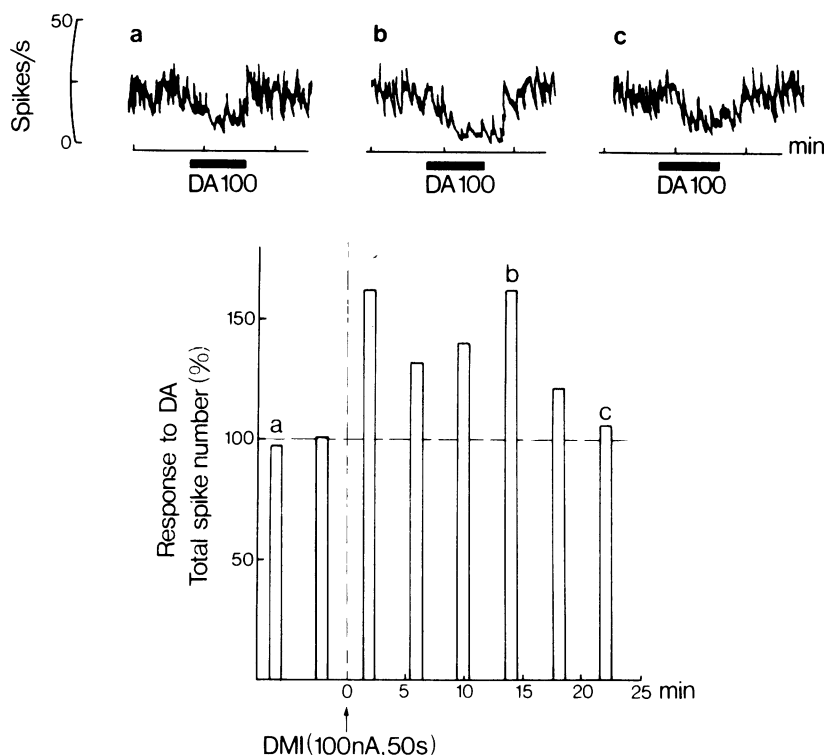 50
a
b
c
Spikes/s
0
min
DA100
DA100
DA100
b
150
c
a
100
Response to DA
Total spike number (%)
50
0 5 10 15 20 25 min
DMI(100nA,50s)